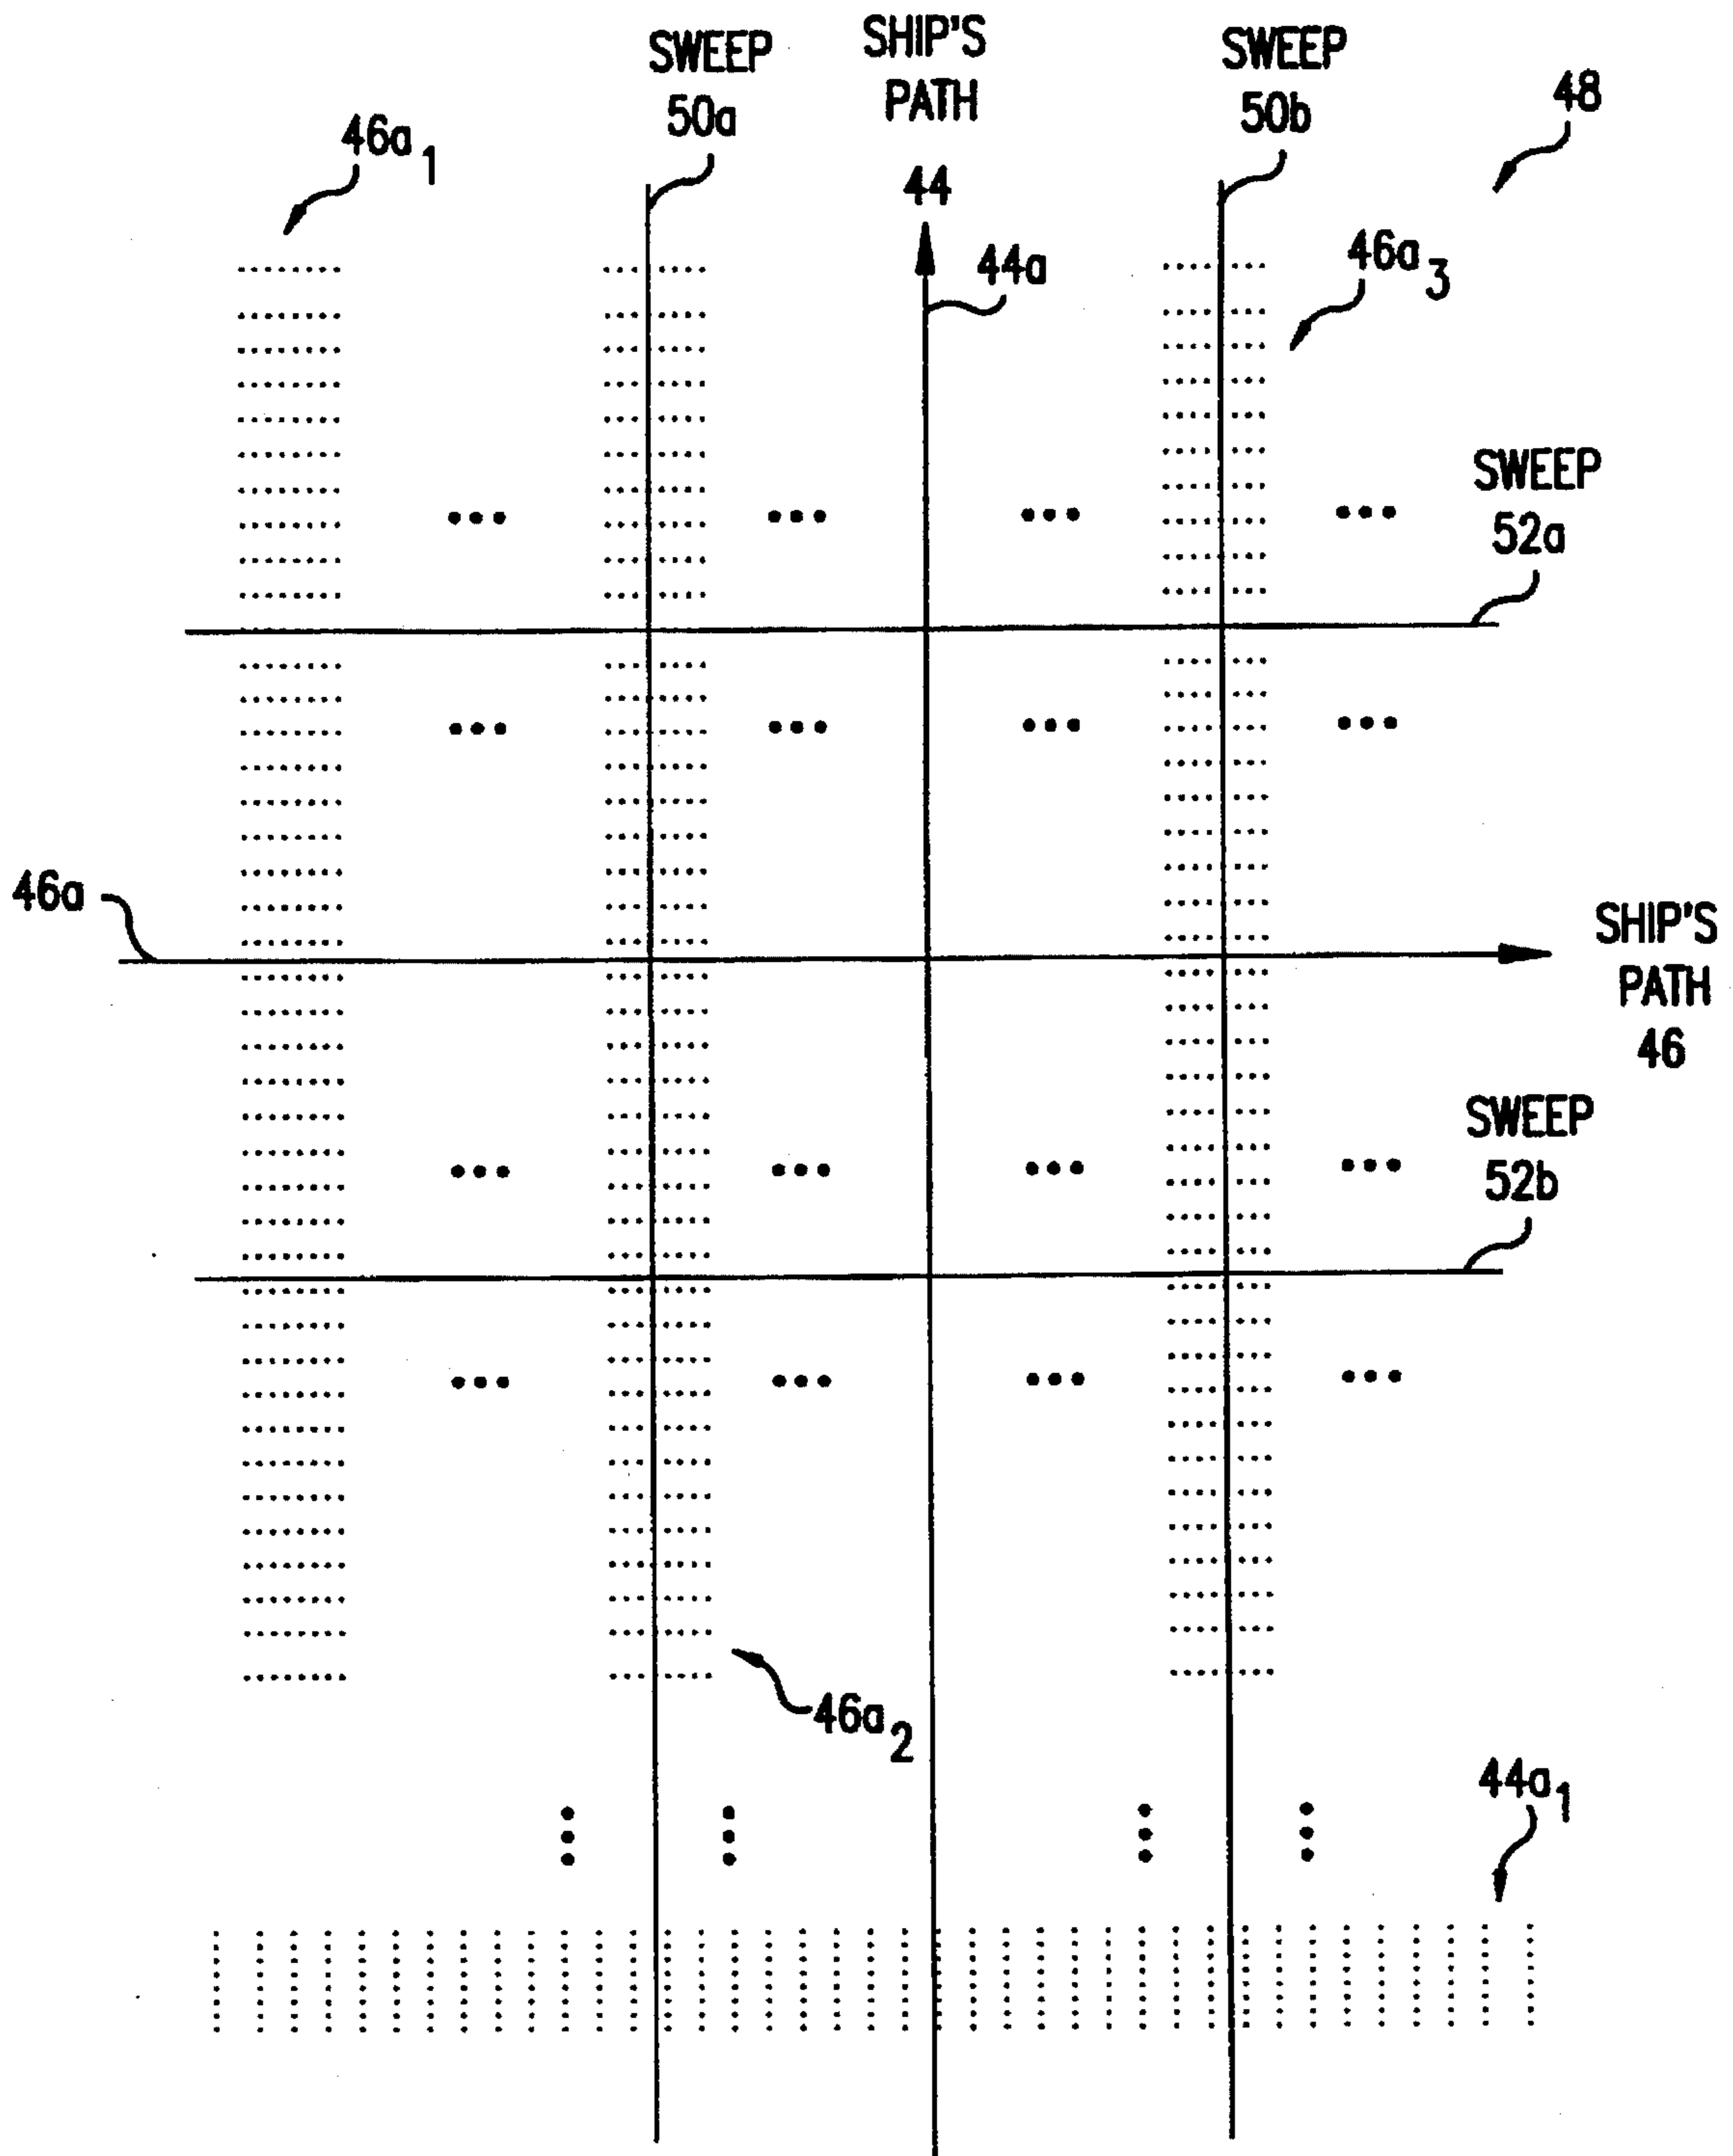 SWEEP
50a
SHIP'S
PATH
44
SWEEP
50b
48
46a1
44a
46a3
SWEEP
52a
46a
SHIP'S
PATH
46
SWEEP
52b
46a2
44a1